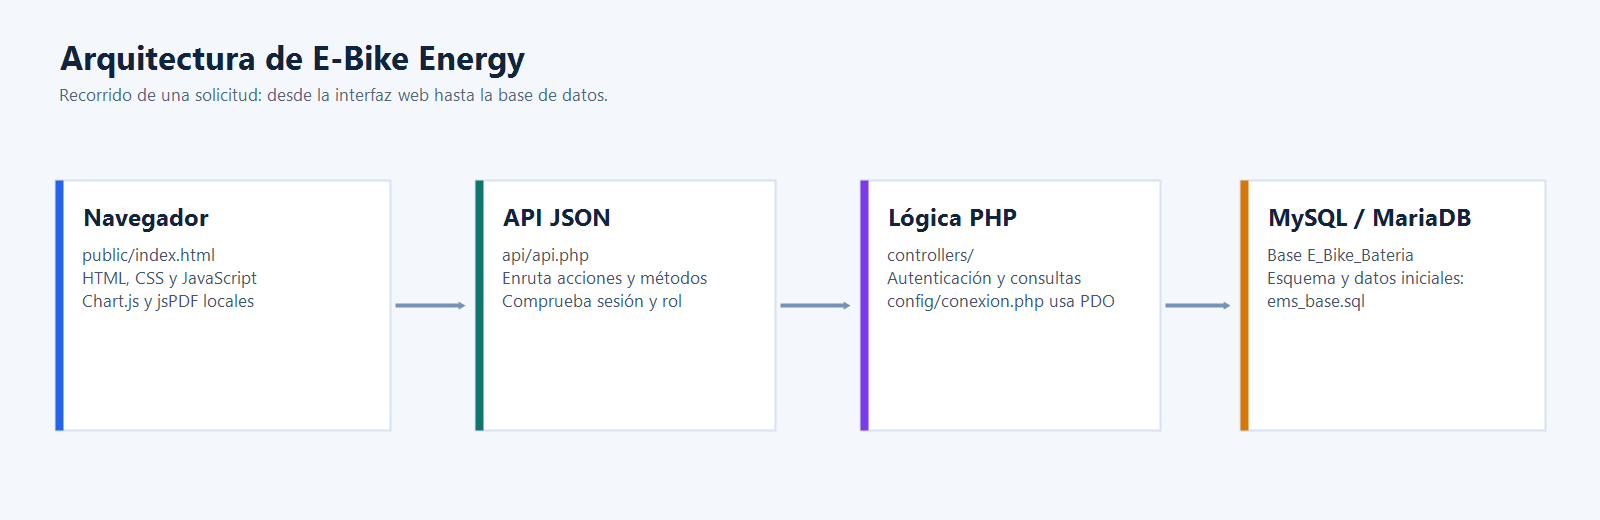 Arquitectura de E-Bike Energy
Recorrido de una solicitud: desde la interfaz web hasta la base de datos.
Navegador
public/index.html
HTML, CSS y JavaScript
Chart.js y jsPDF locales
API JSON
api/api.php
Enruta acciones y métodos
Comprueba sesión y rol
Lógica PHP
controllers/
Autenticación y consultas
config/conexion.php usa PDO
MySQL / MariaDB
Base E_Bike_Bateria
Esquema y datos iniciales:
ems_base.sql